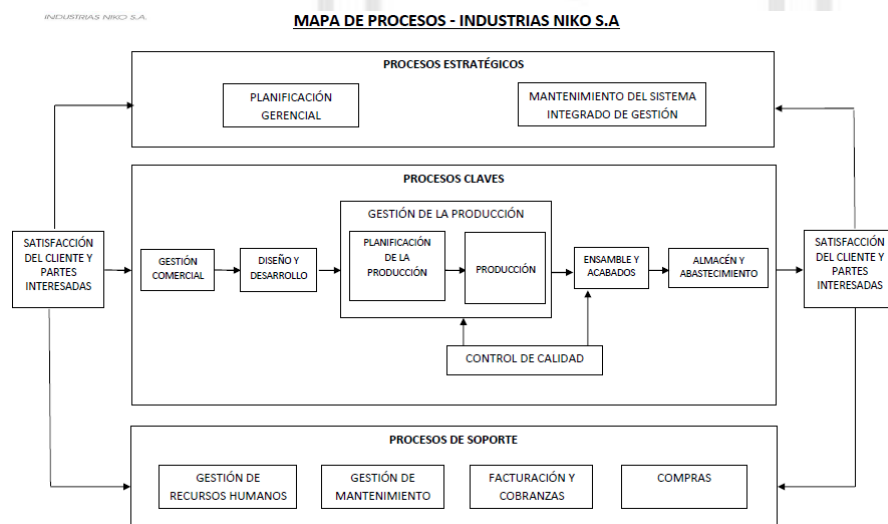 INDUSTRIAS NIKO S.A.
MAPA DE PROCESOS - INDUSTRIAS NIKO S.A
PROCESOS ESTRATÉGICOS
PLANIFICACIÓN
GERENCIAL
MANTENIMIENTO DEL SISTEMA
INTEGRADO DE GESTIÓN
PROCESOS CLAVES
SATISFACCIÓN
DEL CLIENTE Y
PARTES
INTERESADAS
GESTIÓN
COMERCIAL
DISEÑO Y
DESARROLLO
GESTIÓN DE LA PRODUCCIÓN
PLANIFICACIÓN
DE LA
PRODUCCIÓN
PRODUCCIÓN
ENSAMBLE Y
ACABADOS
ALMACÉN Y
ABASTECIMIENTO
SATISFACCIÓN
DEL CLIENTE Y
PARTES
INTERESADAS
CONTROL DE CALIDAD
PROCESOS DE SOPORTE
GESTIÓN DE
RECURSOS HUMANOS
GESTIÓN DE
MANTENIMIENTO
FACTURACIÓN Y
COBRANZAS
COMPRAS